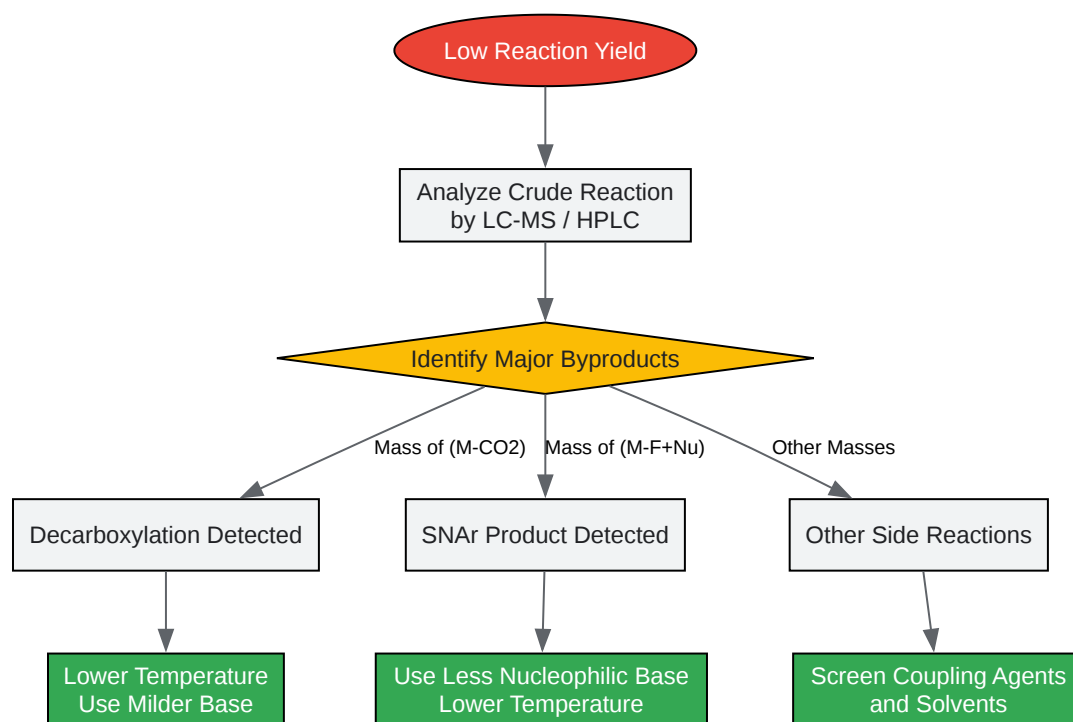 Low Reaction Yield
Analyze Crude Reaction
by LC-MS / HPLC
Identify Major Byproducts
Mass of (M-CO2)
Mass of (M-F+Nu)
Other Masses
Decarboxylation Detected
SNAr Product Detected
Other Side Reactions
Lower Temperature
Use Milder Base
Use Less Nucleophilic Base
Lower Temperature
Screen Coupling Agents
and Solvents